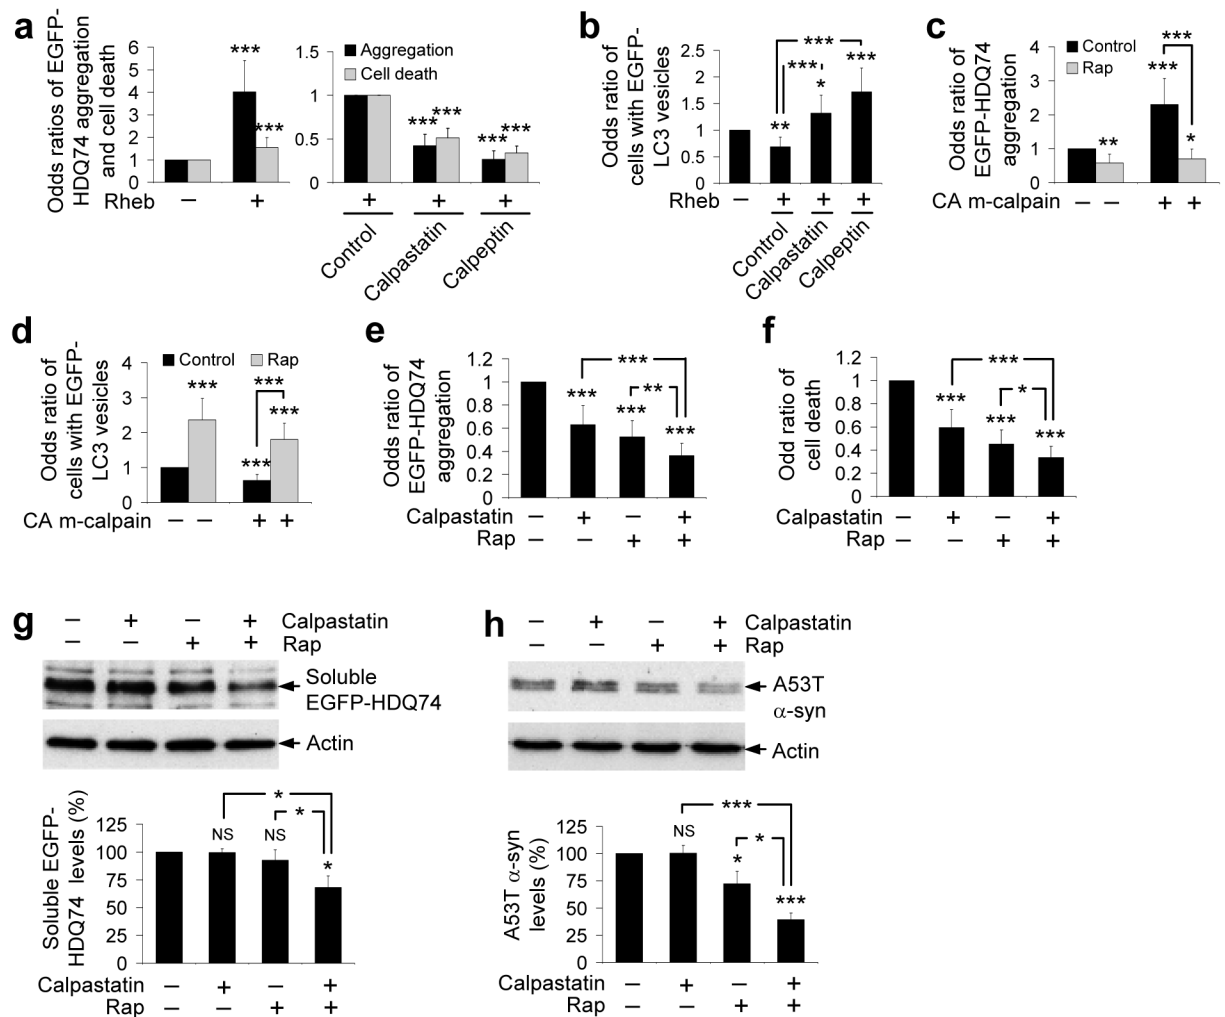 a
Odds ratios of EGFP-
HDQ74 aggregation
and cell death
6
5
4
3
2
1
0
***
***
Rheb
– +
1.5
1
0.5
0
Aggregation
Cell death
*** ***
*** ***
+ + +
Control
Calpastatin
Calpeptin
b
Odds ratio of
cells with EGFP-
LC3 vesicles
2.5
2
1.5
1
0.5
0
***
***
** * ***
Rheb
– + + +
Control
Calpastatin
Calpeptin
c
Odds ratio of
EGFP-HDQ74
aggregation
4
3
2
1
0
Control
Rap
***
***
** *
CA m-calpain – – + +
d
Odds ratio of
cells with EGFP-
LC3 vesicles
4
3
2
1
0
Control Rap
*** ***
***
***
CA m-calpain – – + +
e
Odds ratio of
EGFP-HDQ74
aggregation
1.2
1
0.8
0.6
0.4
0.2
0
***
**
*** *** ***
Calpastatin – + – +
Rap – – + +
f
Odd ratio of
cell death
1.2
1
0.8
0.6
0.4
0.2
0
***
*
*** *** ***
Calpastatin – + – +
Rap – – + +
g
– + – + Calpastatin
– – + + Rap
Soluble
EGFP-HDQ74
Actin
Soluble EGFP-
HDQ74 levels (%)
125
100
75
50
25
0
*
*
NS NS *
Calpastatin – + – +
Rap – – + +
h
– + – + Calpastatin
– – + + Rap
A53T
α-syn
Actin
A53T α-syn
levels (%)
125
100
75
50
25
0
***
*
NS * ***
Calpastatin – + – +
Rap – – + +